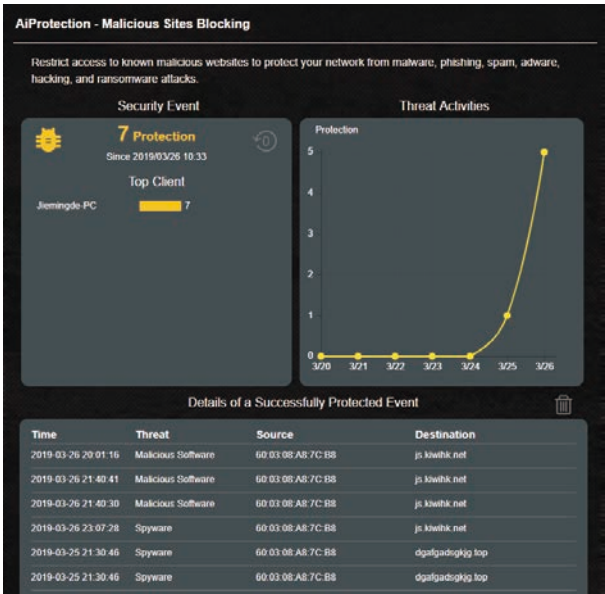 AiProtection - Malicious Sites Blocking
Restrict access to known malicious websites to protect your network from malware, phishing, spam, adware,
hacking, and ransomware attacks.
Security Event
7 Protection
Since 2019/03/26 10:33
Top Client
Jiemingde-PC 7
Threat Activities
Protection
5
4
3
2
1
0
3/20 3/21 3/22 3/23 3/24 3/25 3/26
Details of a Successfully Protected Event
Time Threat Source Destination
2019-03-26 20:01:16 Malicious Software 60:03:08:A8:7C:B8 js.kiwihk.net
2019-03-26 21:40:41 Malicious Software 60:03:08:A8:7C:B8 js.kiwihk.net
2019-03-26 21:40:30 Malicious Software 60:03:08:A8:7C:B8 js.kiwihk.net
2019-03-26 23:07:28 Spyware 60:03:08:A8:7C:B8 js.kiwihk.net
2019-03-25 21:30:46 Spyware 60:03:08:A8:7C:B8 dgafgadsgkjg.top
2019-03-25 21:30:46 Spyware 60:03:08:A8:7C:B8 dgafgadsgkjg.top